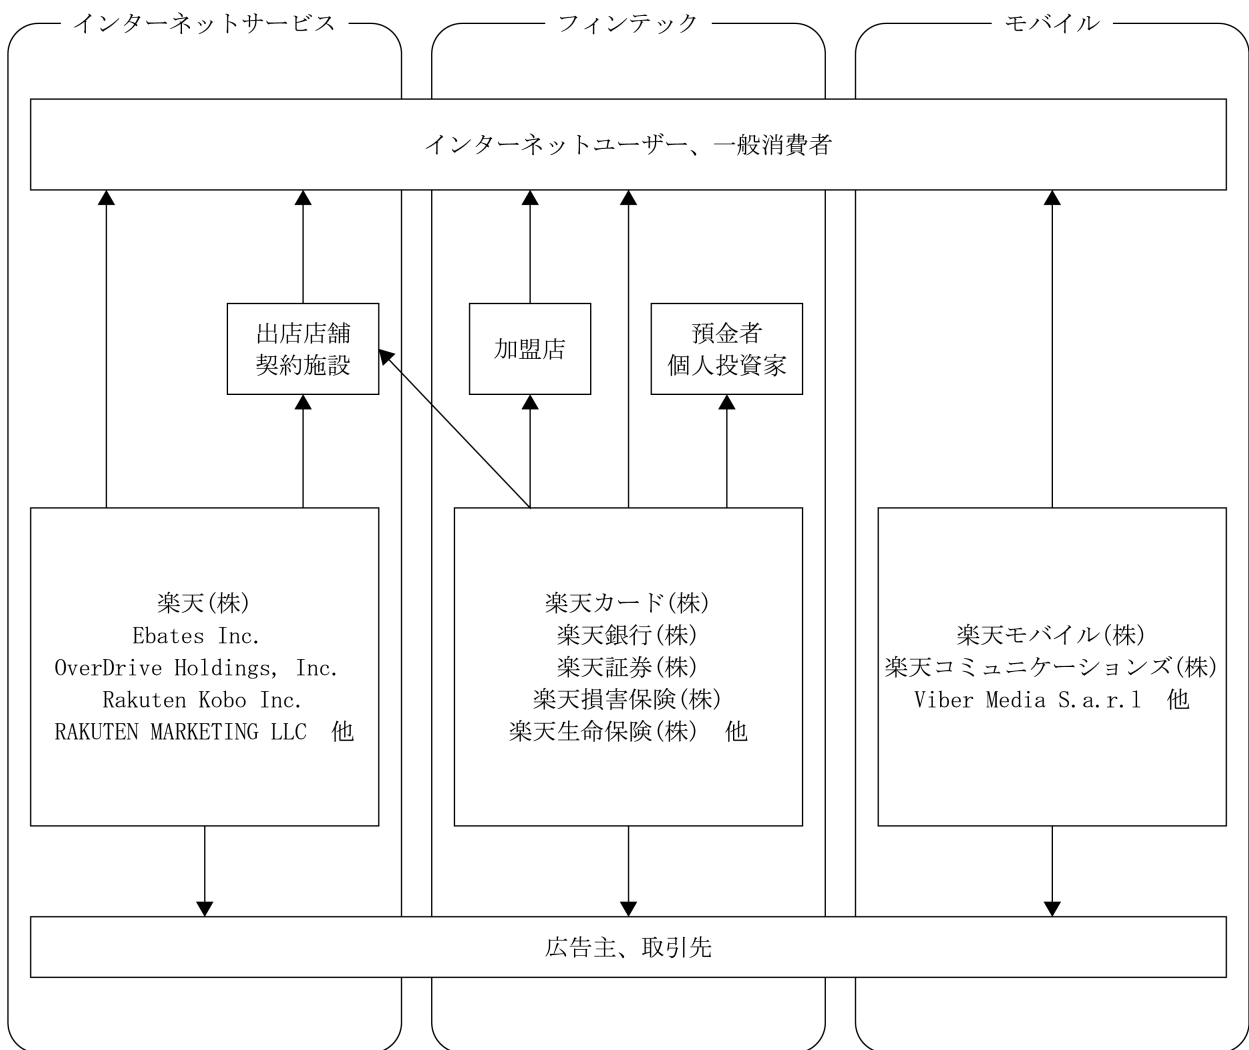 インターネットサービス
フィンテック
モバイル
インターネットユーザー、一般消費者
出店店舗
契約施設
加盟店
預金者
個人投資家
楽天(株)
Ebates Inc.
OverDrive Holdings, Inc.
Rakuten Kobo Inc.
RAKUTEN MARKETING LLC 他
楽天カード(株)
楽天銀行(株)
楽天証券(株)
楽天損害保険(株)
楽天生命保険(株) 他
楽天モバイル(株)
楽天コミュニケーションズ(株)
Viber Media S.a.r.l 他
広告主、取引先